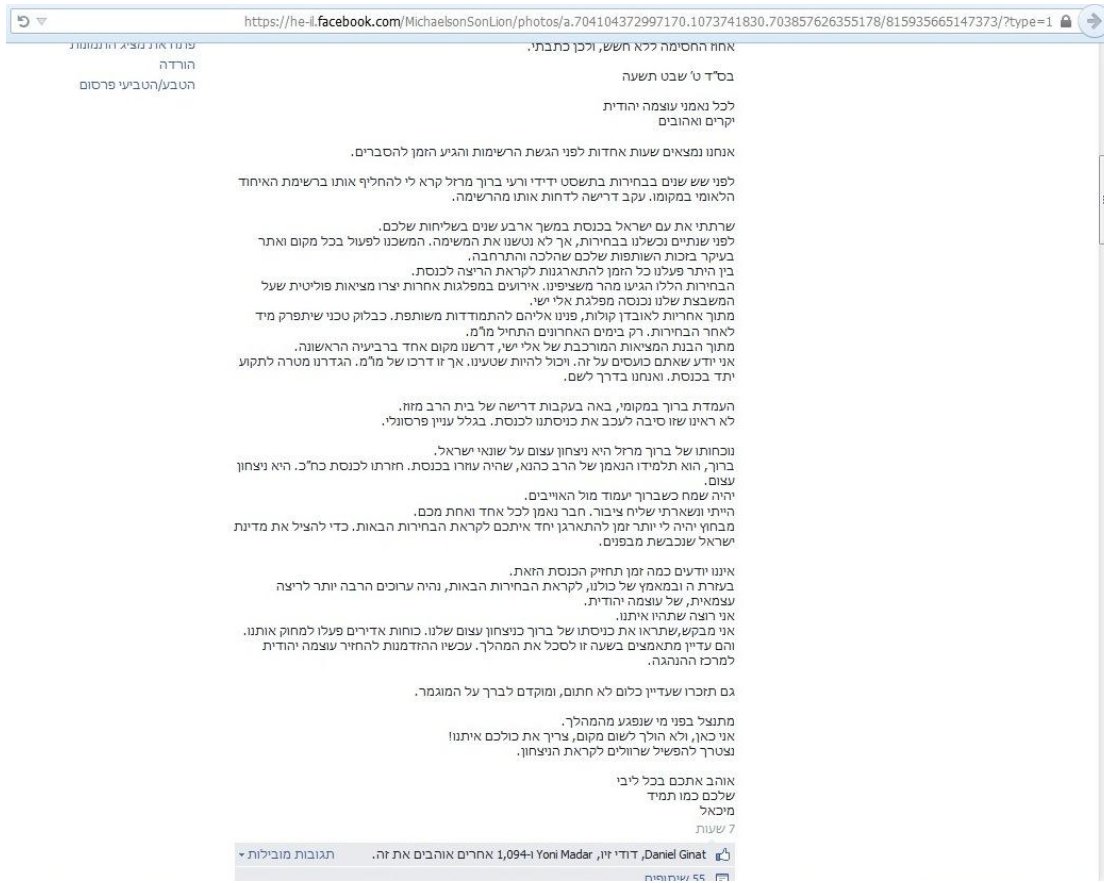 https://he-il.facebook.com/MichaelsonSonLion/photos/a.704104372997170.1073741830.703857626355178/815935665147373/?type=1
פתח את מציג התמונות
הורדה
הטבע/הטביעי פרסום
אחוז החסימה ללא חשש, ולכן כתבתי.
בס"ד ט' שבט תשעה
לכל נאמני עוצמה יהודית
יקרים ואהובים
אנחנו נמצאים שעות אחדות לפני הגשת הרשימות והגיע הזמן להסברים.
לפני שש שנים בבחירות בתשסט ידידי ורעי ברוך מרזל קרא לי להחליף אותו ברשימת האיחוד
הלאומי במקומו. עקב דרישה לדחות אותו מהרשימה.
שרתתי את עם ישראל בכנסת במשך ארבע שנים בשליחות שלכם.
לפני שנתיים נכשלנו בבחירות, אך לא נטשנו את המשימה. המשכנו לפעול בכל מקום ואתר
בעיקר בזכות השותפות שלכם שהלכה והתרחבה.
בין היתר פעלנו כל הזמן להתארגנות לקראת הריצה לכנסת.
הבחירות הללו הגיעו מהר משציפינו. אירועים במפלגות אחרות יצרו מציאות פוליטית שעל
המשבצת שלנו נכנסה מפלגת אלי ישי.
מתוך אחריות לאובדן קולות, פנינו אליהם להתמודדות משותפת. כבלוק טכני שיתפרק מיד
לאחר הבחירות. רק בימים האחרונים התחיל מו"מ.
מתוך הבנת המציאות המורכבת של אלי ישי, דרשנו מקום אחד ברביעיה הראשונה.
אני יודע שאתם כועסים על זה. ויכול להיות שטעינו. אך זו דרכו של מו"מ. הגדרנו מטרה לתקוע
יתד בכנסת. ואנחנו בדרך לשם.
העמדת ברוך במקומי, באה בעקבות דרישה של בית הרב מזוז.
לא ראינו שזו סיבה לעכב את כניסתנו לכנסת. בגלל עניין פרסונלי.
נוכחותו של ברוך מרזל היא ניצחון עצום על שונאי ישראל.
ברוך, הוא תלמידו הנאמן של הרב כהנא, שהיה עוזרו בכנסת. חזרתו לכנסת כח"כ. היא ניצחון
עצום.
יהיה שמח כשברוך יעמוד מול האוייבים.
הייתי ונשארתי שליח ציבור. חבר נאמן לכל אחד ואחת מכם.
מבחוץ יהיה לי יותר זמן להתארגן יחד איתכם לקראת הבחירות הבאות. כדי להציל את מדינת
ישראל שנכבשת מבפנים.
איננו יודעים כמה זמן תחזיק הכנסת הזאת.
בעזרת ה ובמאמץ של כולנו, לקראת הבחירות הבאות, נהיה ערוכים הרבה יותר לריצה
עצמאית, של עוצמה יהודית.
אני רוצה שתהיו איתנו.
אני מבקש,שתראו את כניסתו של ברוך כניצחון עצום שלנו. כוחות אדירים פעלו למחוק אותנו.
והם עדיין מתאמצים בשעה זו לסכל את המהלך. עכשיו ההזדמנות להחזיר עוצמה יהודית
למרכז ההנהגה.
גם תזכרו שעדיין כלום לא חתום, ומוקדם לברך על המוגמר.
מתנצל בפני מי שנפגע מהמהלך.
אני כאן, ולא הולך לשום מקום, צריך את כולכם איתנו!
נצטרך להפשיל שרוולים לקראת הניצחון.
אוהב אתכם בכל ליבי
שלכם כמו תמיד
מיכאל
7 שעות
Daniel Ginat, דודי זיו, Yoni Madar ו-1,094 אחרים אוהבים את זה.
תגובות מובילות
55 שיתופים